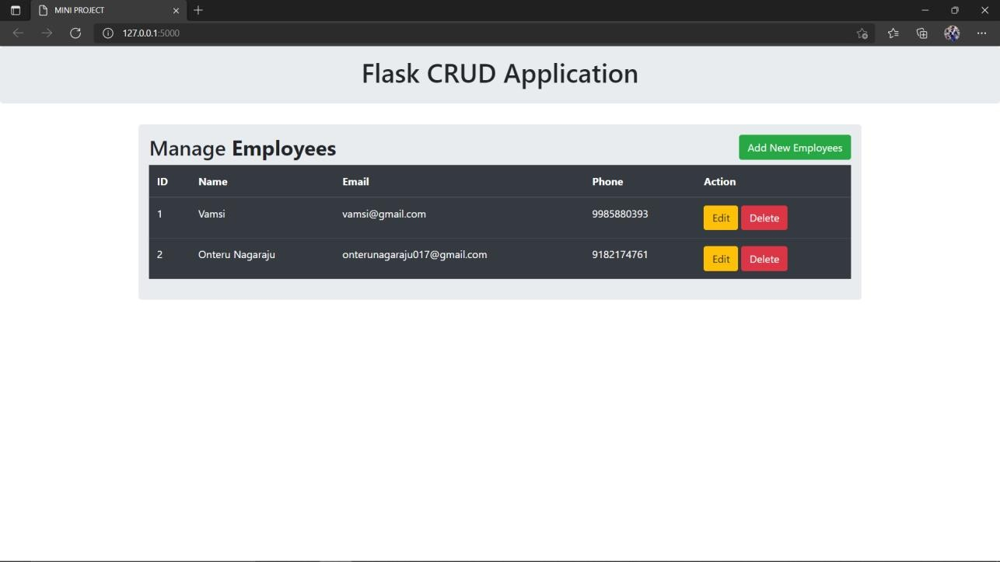 MINI PROJECT
127.0.0.1:5000
Flask CRUD Application
Manage Employees
Add New Employees
ID Name Email Phone Action
1 Vamsi vamsi@gmail.com 9985880393 Edit Delete
2 Onteru Nagaraju onterunagaraju017@gmail.com 9182174761 Edit Delete